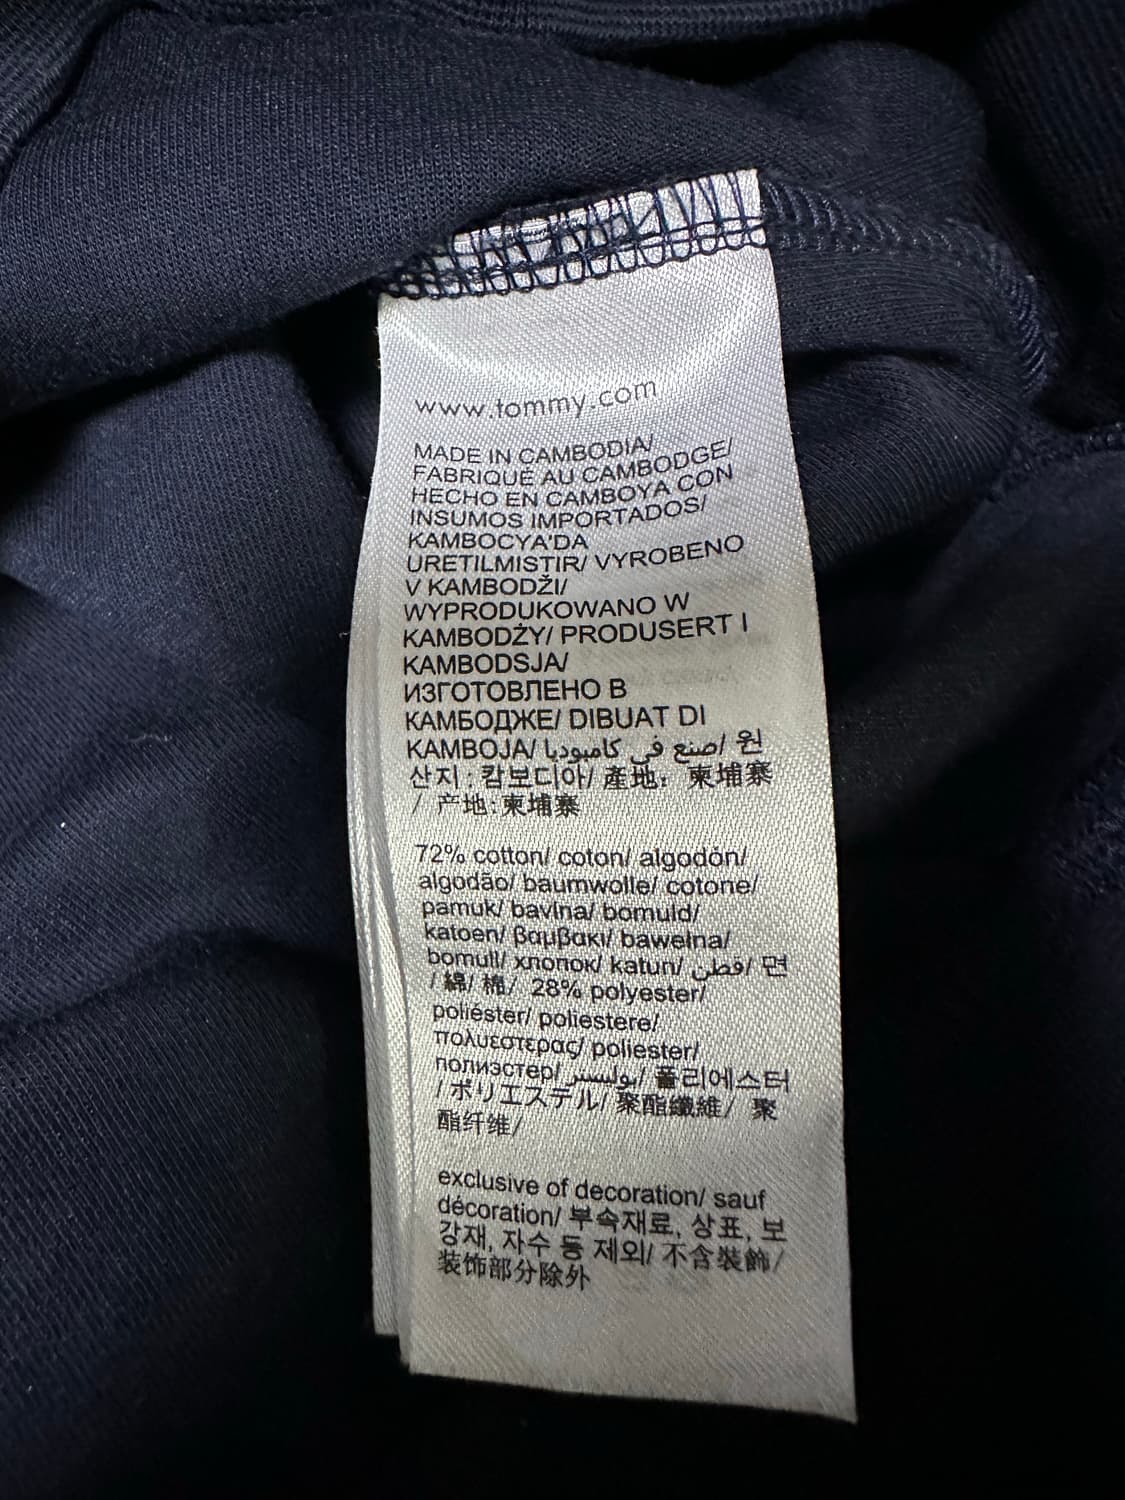 www.tommy.com
MADE IN CAMBODIA/
FABRIQUÉ AU CAMBODGE/
HECHO EN CAMBOYA CON
INSUMOS IMPORTADOS/
KAMBOCYA'DA
URETILMISTIR/ VYROBENO
V KAMBODŽI/
WYPRODUKOWANO W
KAMBODŻY/ PRODUSERT I
KAMBODSJA/
ИЗГОТОВЛЕНО В
КАМБОДЖЕ/ DIBUAT DI
KAMBOJA/ صنع في كامبوديا/ 원
산지 : 캄보디아/ 產地: 柬埔寨
/ 产地: 柬埔寨
72% cotton/ coton/ algodón/
algodão/ baumwolle/ cotone/
pamuk/ bavlna/ bomuld/
katoen/ βαμβακι/ bawełna/
bomull/ хлопок/ katun/ قطن/ 면
/ 綿/ 棉/ 28% polyester/
poliéster/ poliestere/
πολυεστερας/ poliester/
полиэстер/ بوليستر/ 폴리에스터
/ ポリエステル/ 聚酯纖維/ 聚
酯纤维/
exclusive of decoration/ sauf
décoration/ 부속재료, 상표, 보
강재, 자수 등 제외/ 不含裝飾/
装饰部分除外